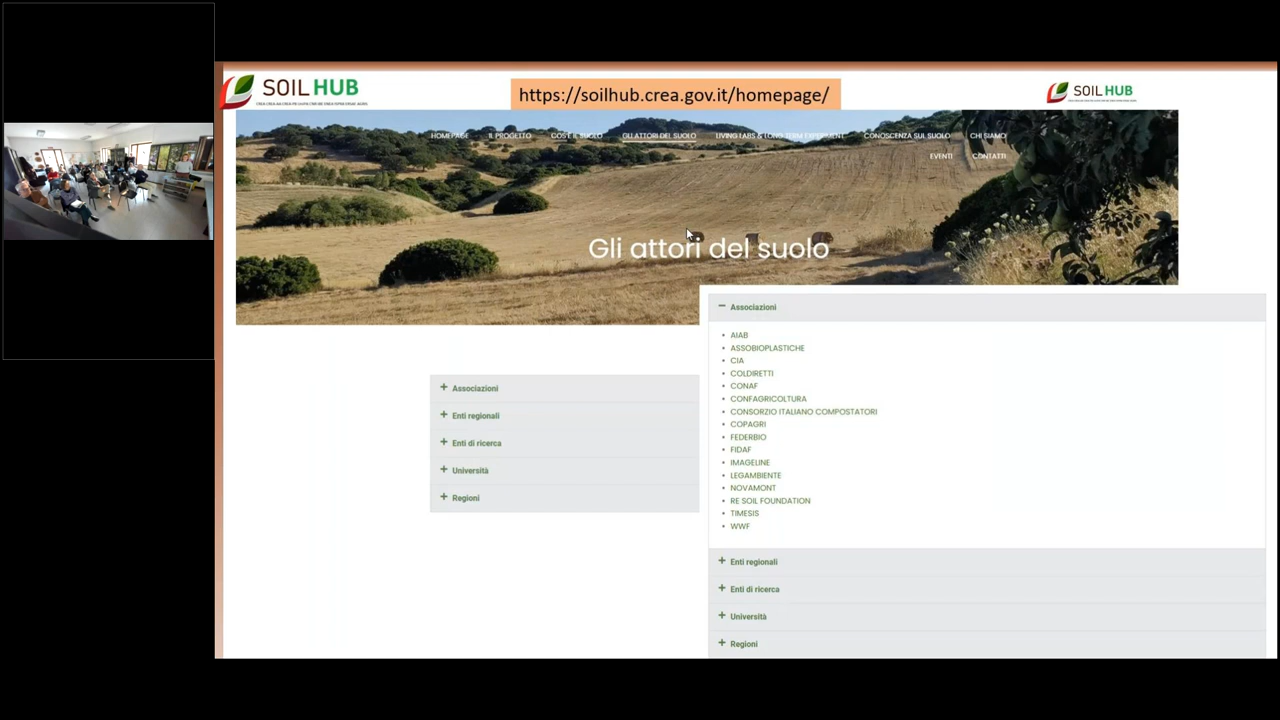 SOIL HUB
https://soilhub.crea.gov.it/homepage/
SOIL HUB
HOMEPAGE IL PROGETTO COS'È IL SUOLO GLI ATTORI DEL SUOLO LIVING LABS & LONG TERM EXPERIMENT CONOSCENZA SUL SUOLO CHI SIAMO
EVENTI CONTATTI
Gli attori del suolo
+ Associazioni
+ Enti regionali
+ Enti di ricerca
+ Università
+ Regioni
− Associazioni
• AIAB
• ASSOBIOPLASTICHE
• CIA
• COLDIRETTI
• CONAF
• CONFAGRICOLTURA
• CONSORZIO ITALIANO COMPOSTATORI
• COPAGRI
• FEDERBIO
• FIDAF
• IMAGELINE
• LEGAMBIENTE
• NOVAMONT
• RE SOIL FOUNDATION
• TIMESIS
• WWF
+ Enti regionali
+ Enti di ricerca
+ Università
+ Regioni